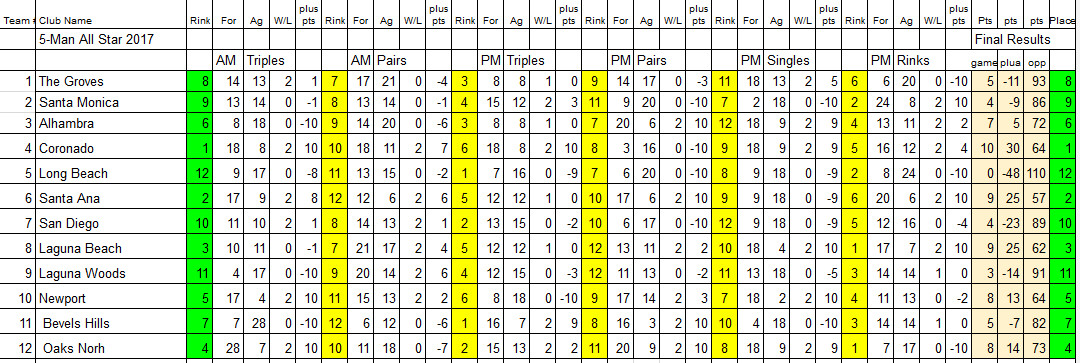 plus plus plus plus plus plus
Team # Club Name Rink For Ag W/L pts Rink For Ag W/L pts Rink For Ag W/L pts Rink For Ag W/L pts Rink For Ag W/L pts Rink For Ag W/L pts Pts pts pts Place
5-Man All Star 2017 Final Results
AM Triples AM Pairs PM Triples PM Pairs PM Singles PM Rinks game plua opp
1 The Groves 8 14 13 2 1 7 17 21 0 -4 3 8 8 1 0 9 14 17 0 -3 11 18 13 2 5 6 6 20 0 -10 5 -11 93 8
2 Santa Monica 9 13 14 0 -1 8 13 14 0 -1 4 15 12 2 3 11 9 20 0 -10 7 2 18 0 -10 2 24 8 2 10 4 -9 86 9
3 Alhambra 6 8 18 0 -10 9 14 20 0 -6 3 8 8 1 0 7 20 6 2 10 12 18 9 2 9 4 13 11 2 2 7 5 72 6
4 Coronado 1 18 8 2 10 10 18 11 2 7 6 18 8 2 10 8 3 16 0 -10 9 18 9 2 9 5 16 12 2 4 10 30 64 1
5 Long Beach 12 9 17 0 -8 11 13 15 0 -2 1 7 16 0 -9 7 6 20 0 -10 8 9 18 0 -9 2 8 24 0 -10 0 -48 110 12
6 Santa Ana 2 17 9 2 8 12 12 6 2 6 5 12 12 1 0 10 17 6 2 10 9 9 18 0 -9 6 20 6 2 10 9 25 57 2
7 San Diego 10 11 10 2 1 8 14 13 2 1 2 13 15 0 -2 10 6 17 0 -10 12 9 18 0 -9 5 12 16 0 -4 4 -23 89 10
8 Laguna Beach 3 10 11 0 -1 7 21 17 2 4 5 12 12 1 0 12 13 11 2 2 10 18 4 2 10 1 17 7 2 10 9 25 62 3
9 Laguna Woods 11 4 17 0 -10 9 20 14 2 6 4 12 15 0 -3 12 11 13 0 -2 11 13 18 0 -5 3 14 14 1 0 3 -14 91 11
10 Newport 5 17 4 2 10 11 15 13 2 2 6 8 18 0 -10 9 17 14 2 3 7 18 2 2 10 4 11 13 0 -2 8 13 64 5
11 Bevels Hills 7 7 28 0 -10 12 6 12 0 -6 1 16 7 2 9 8 16 3 2 10 10 4 18 0 -10 3 14 14 1 0 5 -7 82 7
12 Oaks Norh 4 28 7 2 10 10 11 18 0 -7 2 15 13 2 2 11 20 9 2 10 8 18 9 2 9 1 7 17 0 -10 8 14 73 4